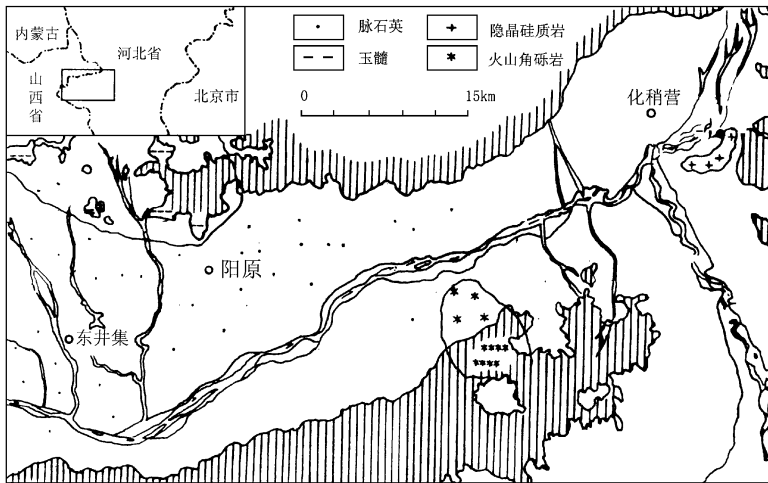 内蒙古
河北省
山西省
北京市
脉石英
隐晶硅质岩
玉髓
火山角砾岩
0
15km
化稍营
阳原
东井集